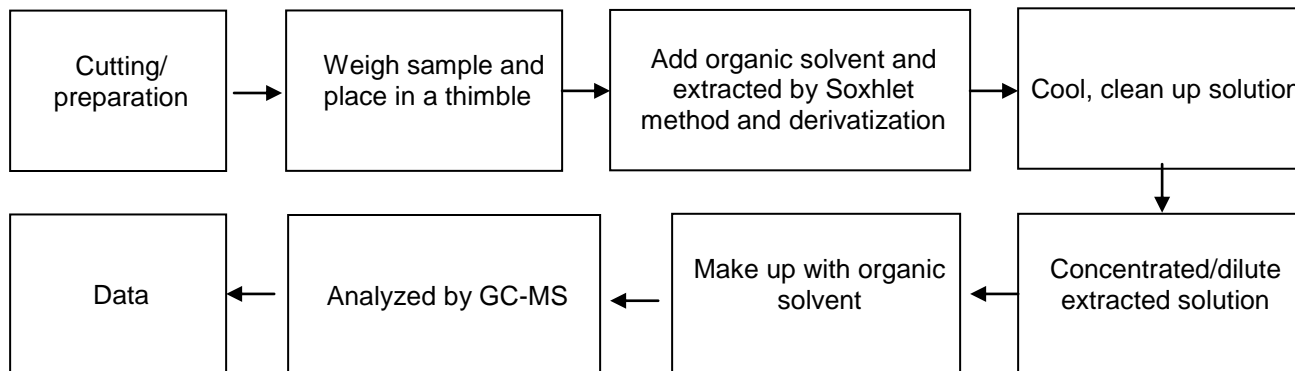 Cutting/
preparation
Weigh sample and
place in a thimble
Add organic solvent and
extracted by Soxhlet
method and derivatization
Cool, clean up solution
Concentrated/dilute
extracted solution
Make up with organic
solvent
Analyzed by GC-MS
Data